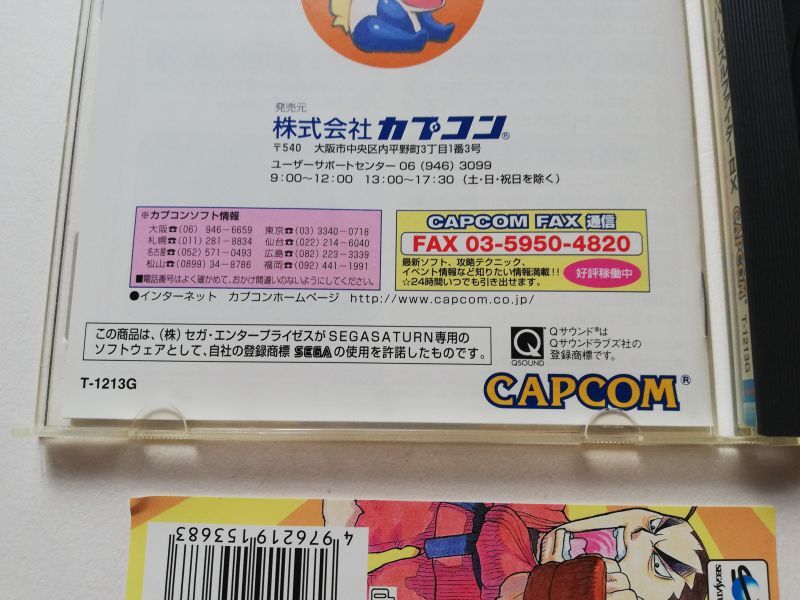 発売元
株式会社カプコン®
〒540 大阪市中央区内平野町3丁目1番3号
ユーザーサポートセンター 06 (946) 3099
9:00~12:00 13:00~17:30 (土・日・祝日を除く)
※カプコンソフト情報
大阪☎(06) 946-6659 東京☎(03) 3340-0718
札幌☎(011) 281-8834 仙台☎(022) 214-6040
名古屋☎(052) 571-0493 広島☎(082) 223-3339
松山☎(0899) 34-8786 福岡☎(092) 441-1991
■電話番号はよく確かめて、おかけ間違いのないようにしてください。
CAPCOM FAX 通信
FAX 03-5950-4820
最新ソフト、攻略テクニック、
イベント情報など知りたい情報満載!!
☆24時間いつでも引き出せます。
好評稼働中
●インターネット カプコンホームページ http://www.capcom.co.jp/
この商品は、(株)セガ・エンタープライゼスがSEGASATURN専用の
ソフトウェアとして、自社の登録商標 SEGA の使用を許諾したものです。
Q
QSOUND
Qサウンド®は
Qサウンドラブズ社の
登録商標です。
T-1213G
CAPCOM®
CAPCOM
T-1213G
4976219153683